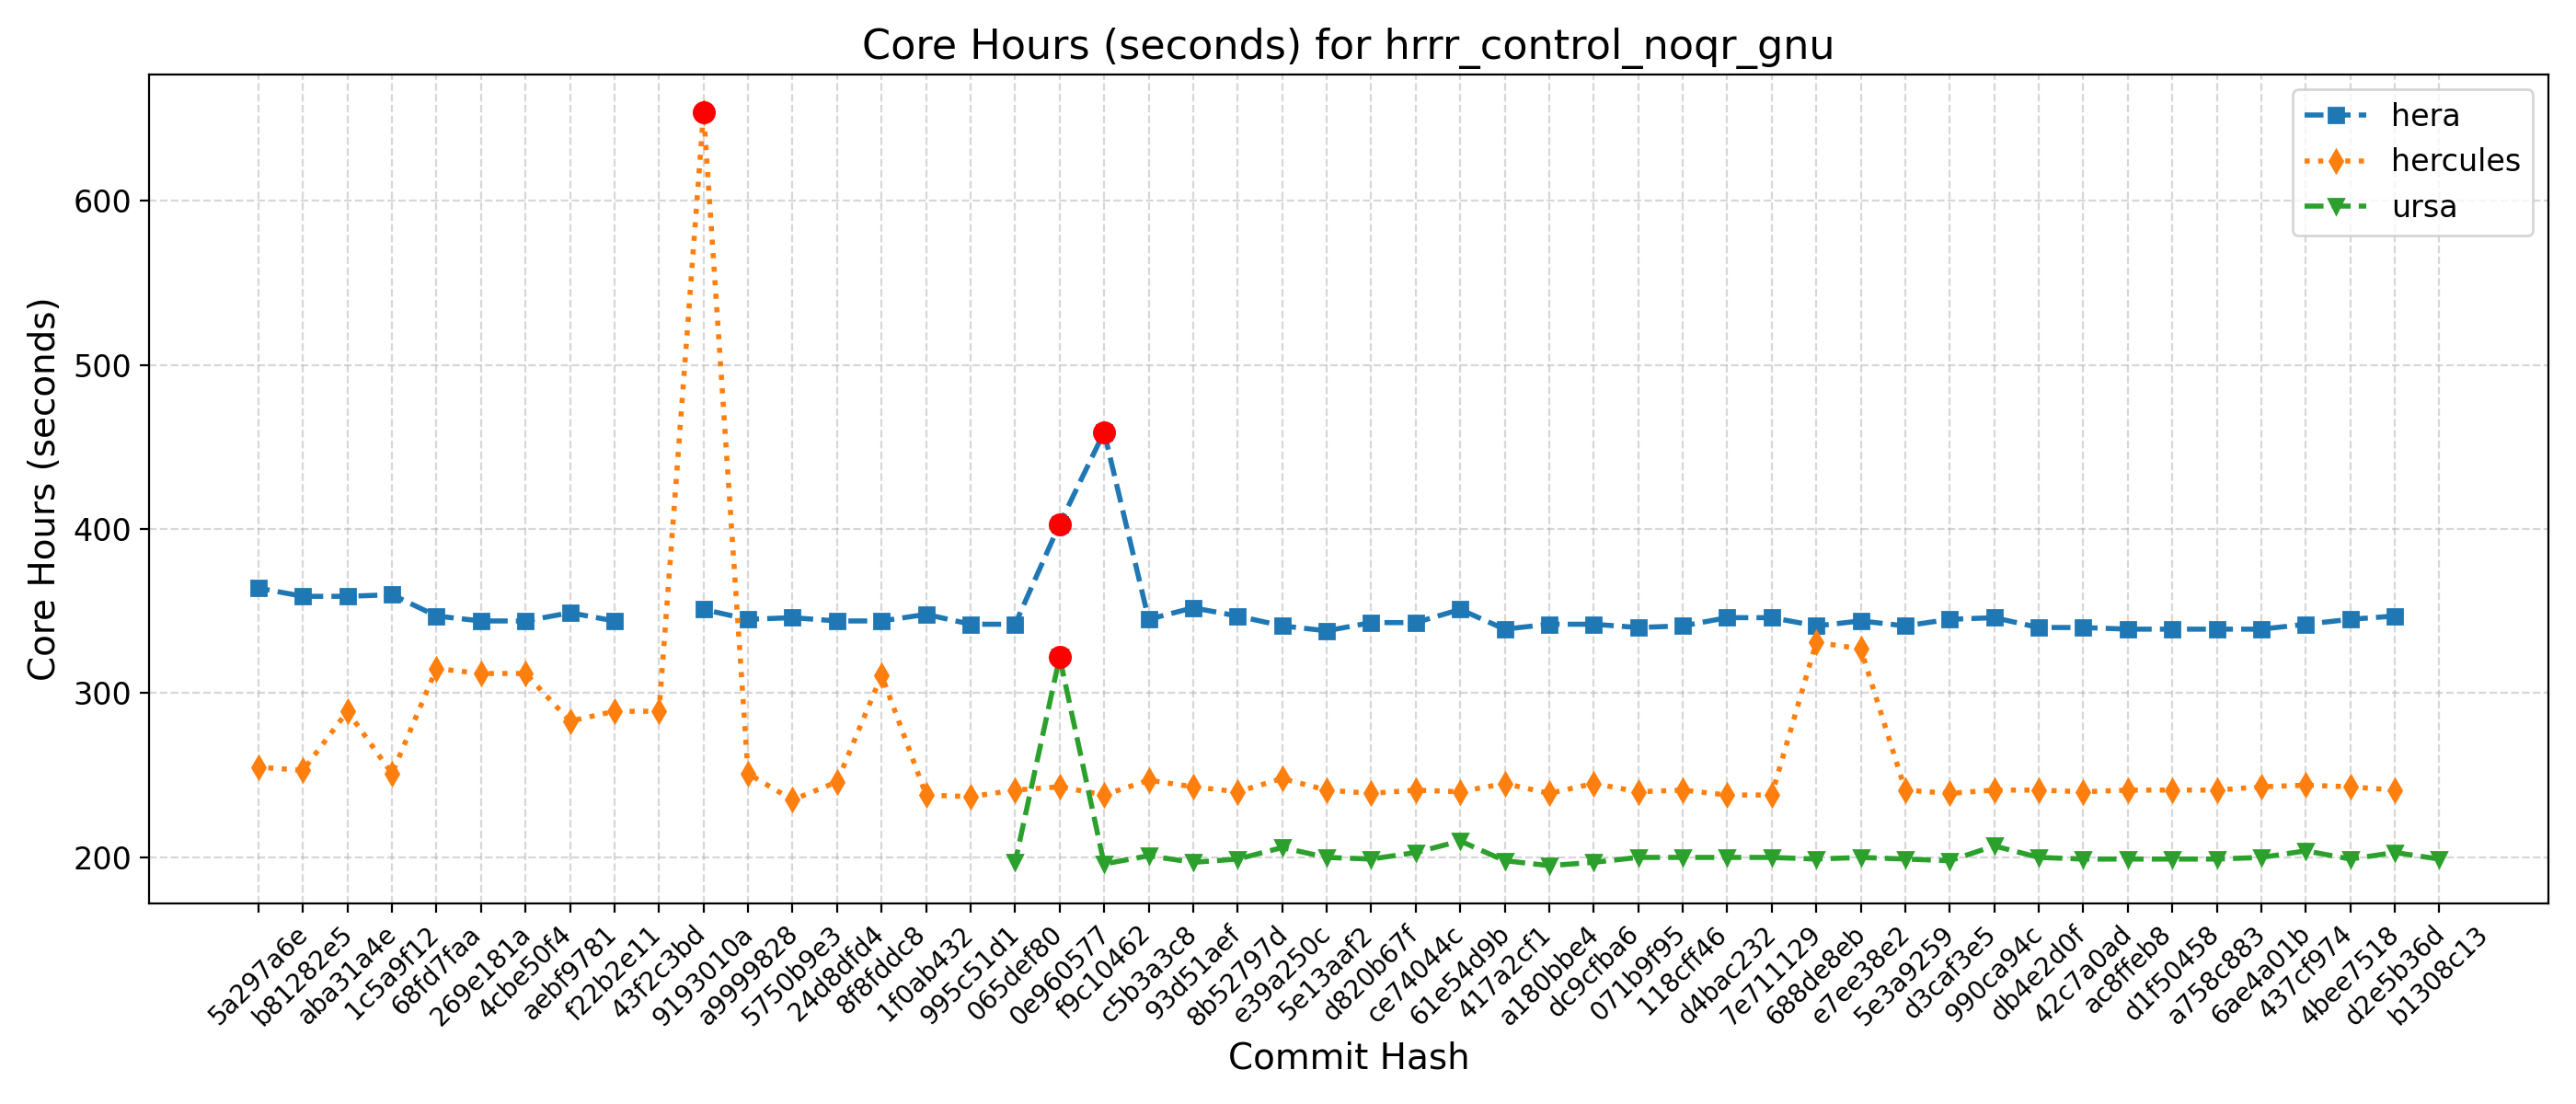 Core Hours (seconds) for hrrr_control_noqr_gnu
hera
hercules
ursa
Core Hours (seconds)
600
500
400
300
200
5a297a6e
b81282e5
aba31a4e
1c5a9f12
68fd7faa
269e181a
4cbe50f4
aebf9781
f22b2e11
43f2c3bd
9193010a
a9999828
5750b9e3
24d8dfd4
8f8fddc8
1f0ab432
995c51d1
065def80
0e960577
f9c10462
c5b3a3c8
93d51aef
8b52797d
e39a250c
5e13aaf2
d820b67f
ce74044c
61e54d9b
417a2cf1
a180bbe4
dc9cfba6
071b9f95
118cff46
d4bac232
7e711129
688de8eb
e7ee38e2
5e3a9259
d3caf3e5
990ca94c
db4e2d0f
42c7a0ad
ac8ffeb8
d1f50458
a758c883
6ae4a01b
437cf974
4bee7518
d2e5b36d
b1308c13
Commit Hash